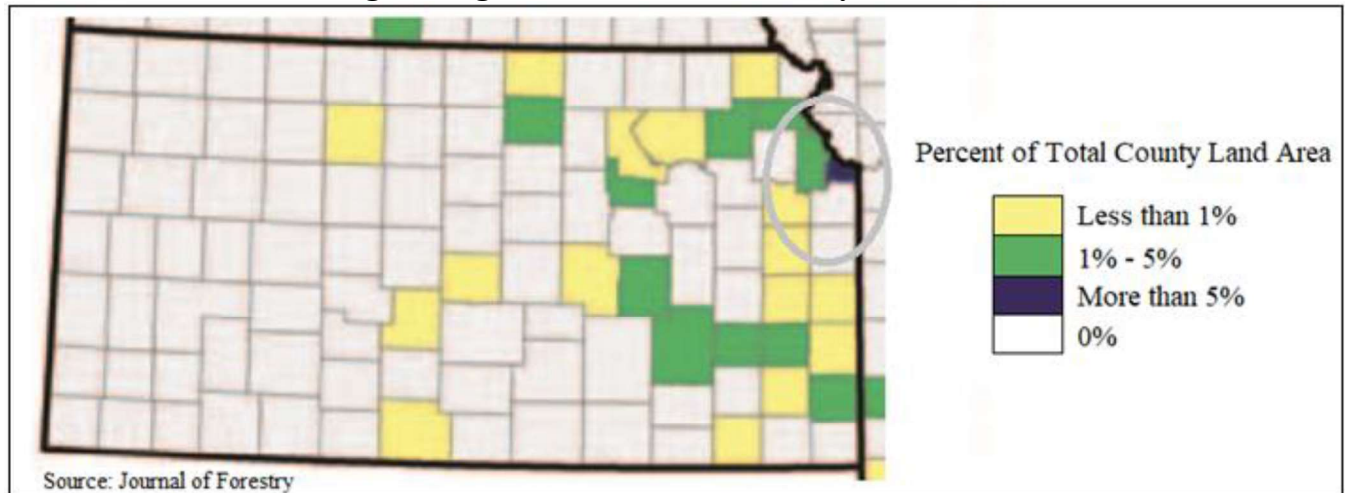 Percent of Total County Land Area
Less than 1%
1% - 5%
More than 5%
0%
Source: Journal of Forestry